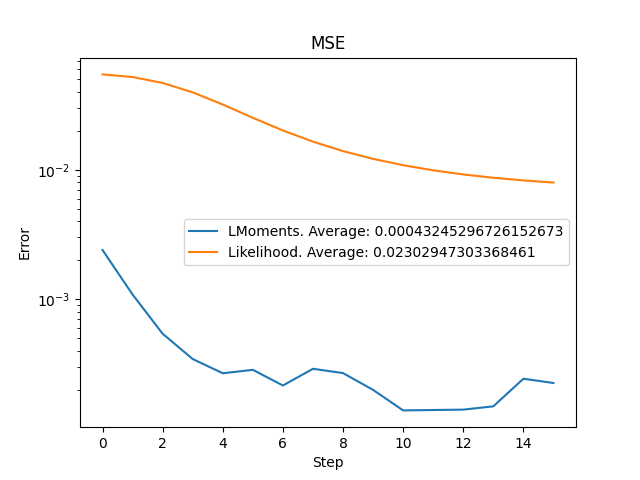 MSE
Error
10⁻²
10⁻³
LMoments. Average: 0.00043245296726152673
Likelihood. Average: 0.02302947303368461
0 2 4 6 8 10 12 14
Step